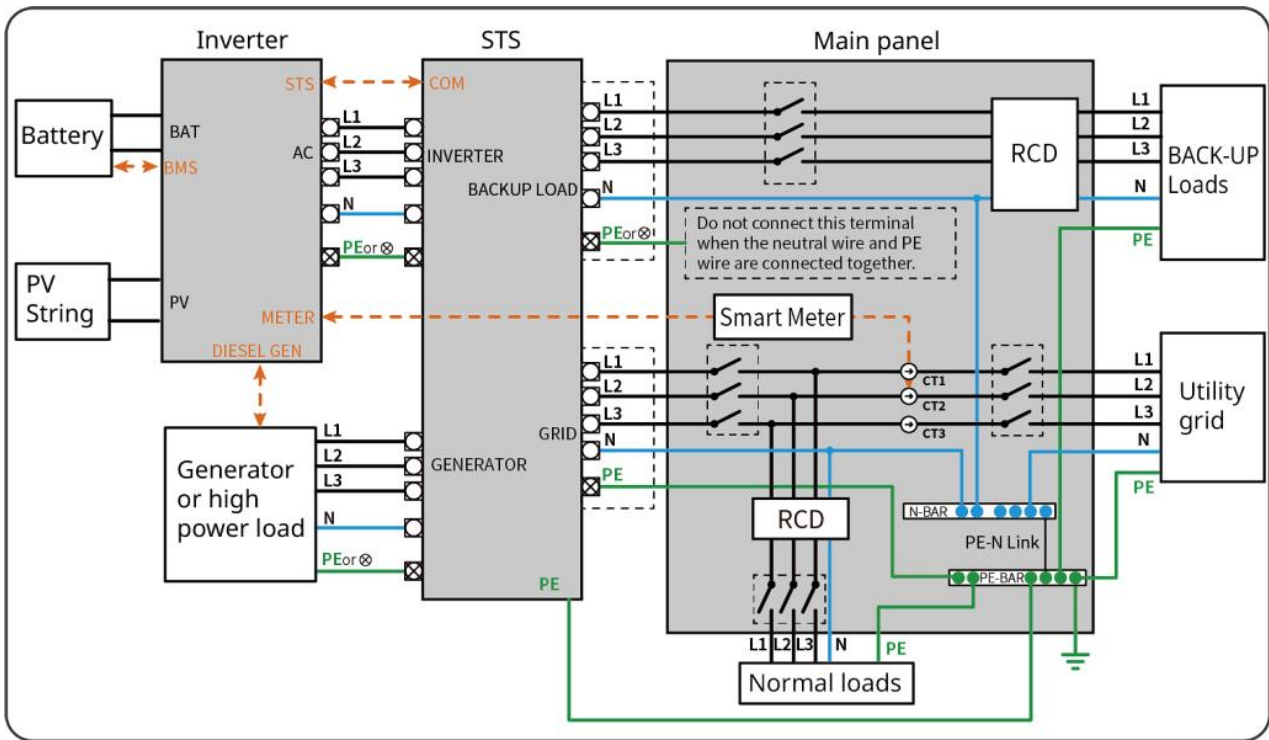 Inverter
STS
Main panel
STS
COM
L1
L1
Battery
BAT
L1
L2
L2
BMS
AC
L2
INVERTER
L3
RCD
L3
BACK-UP
Loads
L3
BACKUP LOAD
N
N
N
PE or ⊗
PE or ⊗
Do not connect this terminal
when the neutral wire and PE
wire are connected together.
PE
PV
String
PV
METER
Smart Meter
DIESEL GEN
L1
CT1
L1
L2
CT2
L2
Utility
grid
L3
CT3
L3
GRID
N
N
Generator
or high
power load
L1
L2
GENERATOR
L3
PE
PE
N
RCD
N-BAR
PE-N Link
PE or ⊗
PE
PE-BAR
L1 L2 L3 N PE
Normal loads